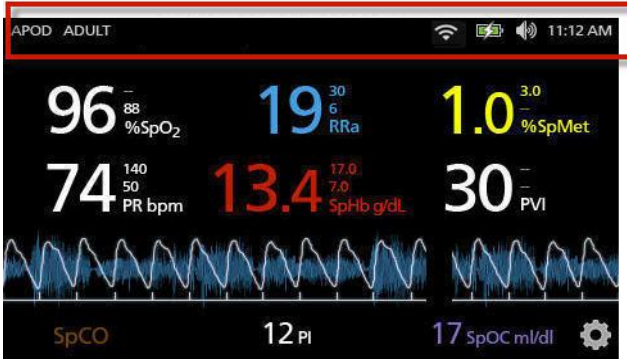 APOD ADULT 11:12 AM
96 – 88 %SpO₂ 19 30 6 RRa 1.0 3.0 – %SpMet
74 140 50 PR bpm 13.4 17.0 7.0 SpHb g/dL 30 – – PVI
SpCO 12 PI 17 SpOC ml/dl